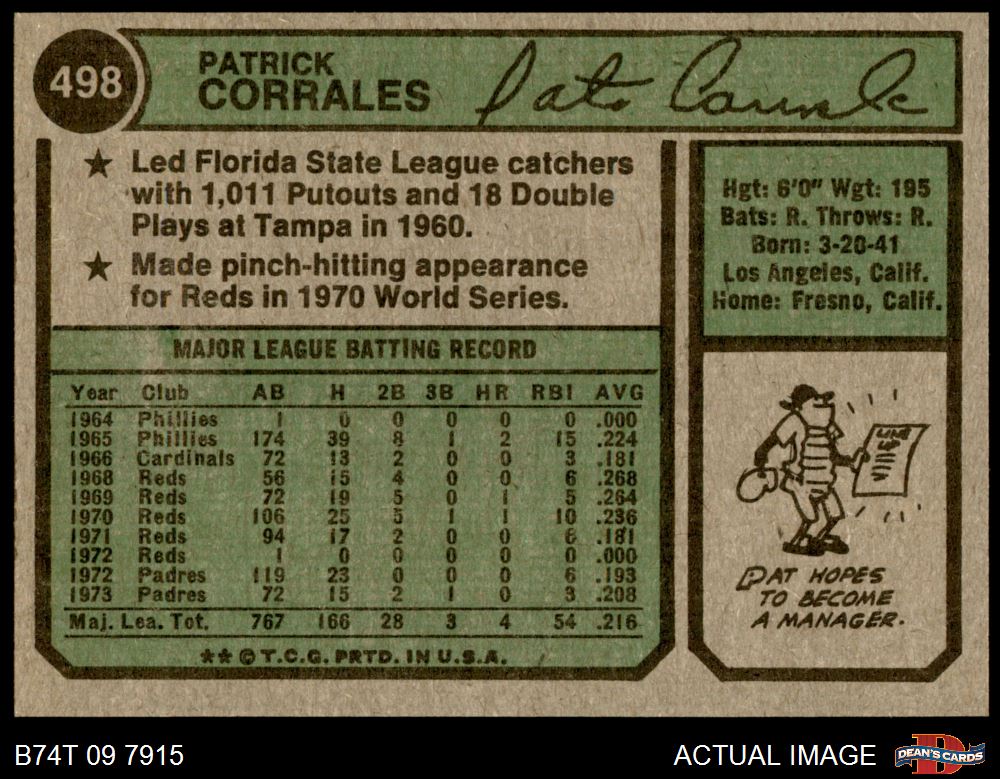 498
PATRICK
CORRALES
Pat Corrales
★ Led Florida State League catchers
with 1,011 Putouts and 18 Double
Plays at Tampa in 1960.
★ Made pinch-hitting appearance
for Reds in 1970 World Series.
MAJOR LEAGUE BATTING RECORD
Year Club AB H 2B 3B HR RBI AVG
1964 Phillies 1 0 0 0 0 0 .000
1965 Phillies 174 39 8 1 2 15 .224
1966 Cardinals 72 13 2 0 0 3 .181
1968 Reds 56 15 4 0 0 6 .268
1969 Reds 72 19 5 0 1 5 .264
1970 Reds 106 25 5 1 1 10 .236
1971 Reds 94 17 2 0 0 6 .181
1972 Reds 1 0 0 0 0 0 .000
1972 Padres 119 23 0 0 0 6 .193
1973 Padres 72 15 2 1 0 3 .208
Maj. Lea. Tot. 767 166 28 3 4 54 .216
★★ © T.C.G. PRTD. IN U.S.A.
Hgt: 6'0" Wgt: 195
Bats: R. Throws: R.
Born: 3-20-41
Los Angeles, Calif.
Home: Fresno, Calif.
LINE
UP
PAT HOPES
TO BECOME
A MANAGER.
B74T 09 7915
ACTUAL IMAGE
DEAN'S CARDS